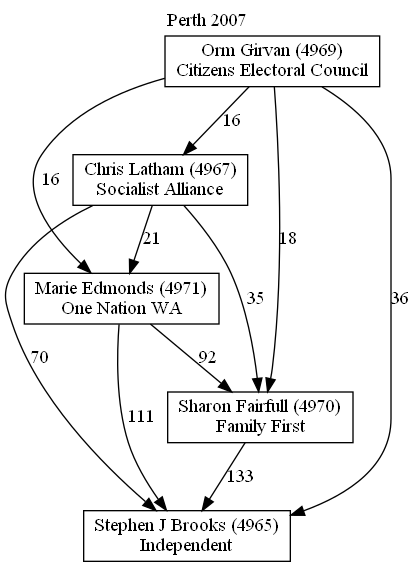 Perth 2007
Orm Girvan (4969)
Citizens Electoral Council
16
Chris Latham (4967)
Socialist Alliance
16
21
18
Marie Edmonds (4971)
One Nation WA
35
36
70
92
Sharon Fairfull (4970)
Family First
111
133
Stephen J Brooks (4965)
Independent